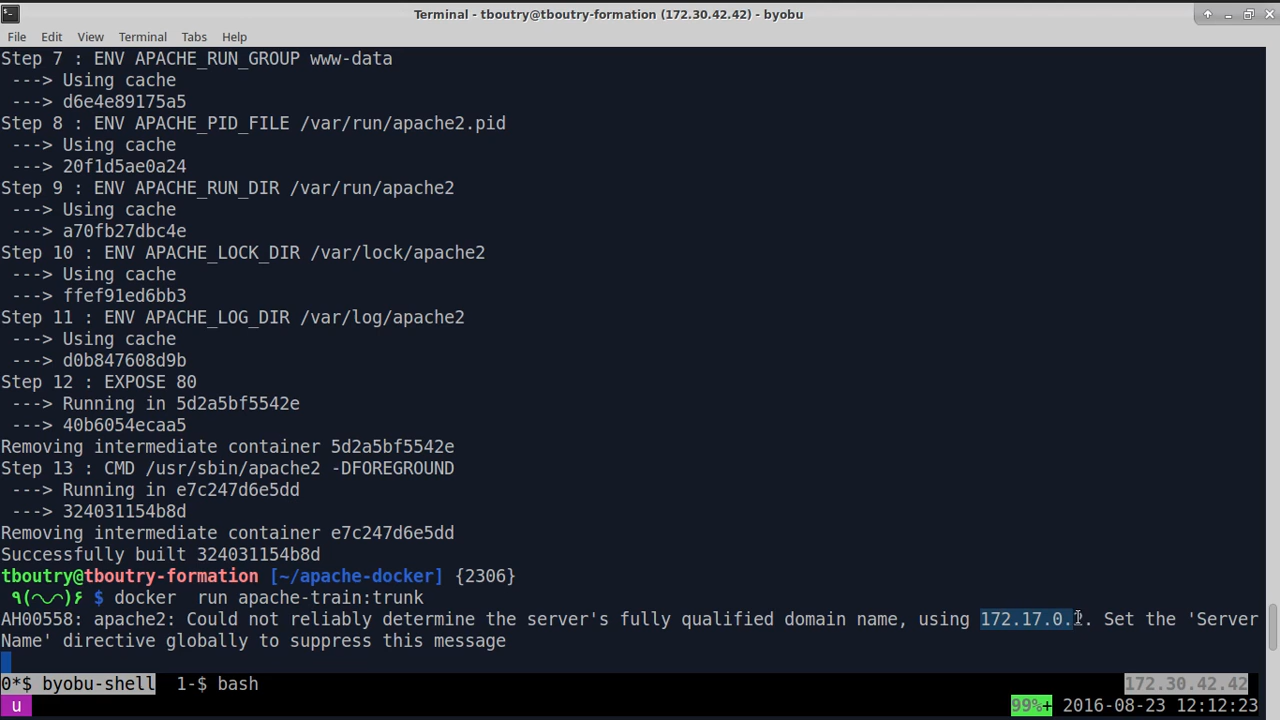 Terminal - tboutry@tboutry-formation (172.30.42.42) - byobu
File Edit View Terminal Tabs Help
Step 7 : ENV APACHE_RUN_GROUP www-data
---> Using cache
---> d6e4e89175a5
Step 8 : ENV APACHE_PID_FILE /var/run/apache2.pid
---> Using cache
---> 20f1d5ae0a24
Step 9 : ENV APACHE_RUN_DIR /var/run/apache2
---> Using cache
---> a70fb27dbc4e
Step 10 : ENV APACHE_LOCK_DIR /var/lock/apache2
---> Using cache
---> ffef91ed6bb3
Step 11 : ENV APACHE_LOG_DIR /var/log/apache2
---> Using cache
---> d0b847608d9b
Step 12 : EXPOSE 80
---> Running in 5d2a5bf5542e
---> 40b6054ecaa5
Removing intermediate container 5d2a5bf5542e
Step 13 : CMD /usr/sbin/apache2 -DFOREGROUND
---> Running in e7c247d6e5dd
---> 324031154b8d
Removing intermediate container e7c247d6e5dd
Successfully built 324031154b8d
tboutry@tboutry-formation [~/apache-docker] {2306}
٩(◠◡◠)۶ $ docker  run apache-train:trunk
AH00558: apache2: Could not reliably determine the server's fully qualified domain name, using 172.17.0.2. Set the 'Server
Name' directive globally to suppress this message
0*$ byobu-shell  1-$ bash 172.30.42.42
u 99%+ 2016-08-23 12:12:23